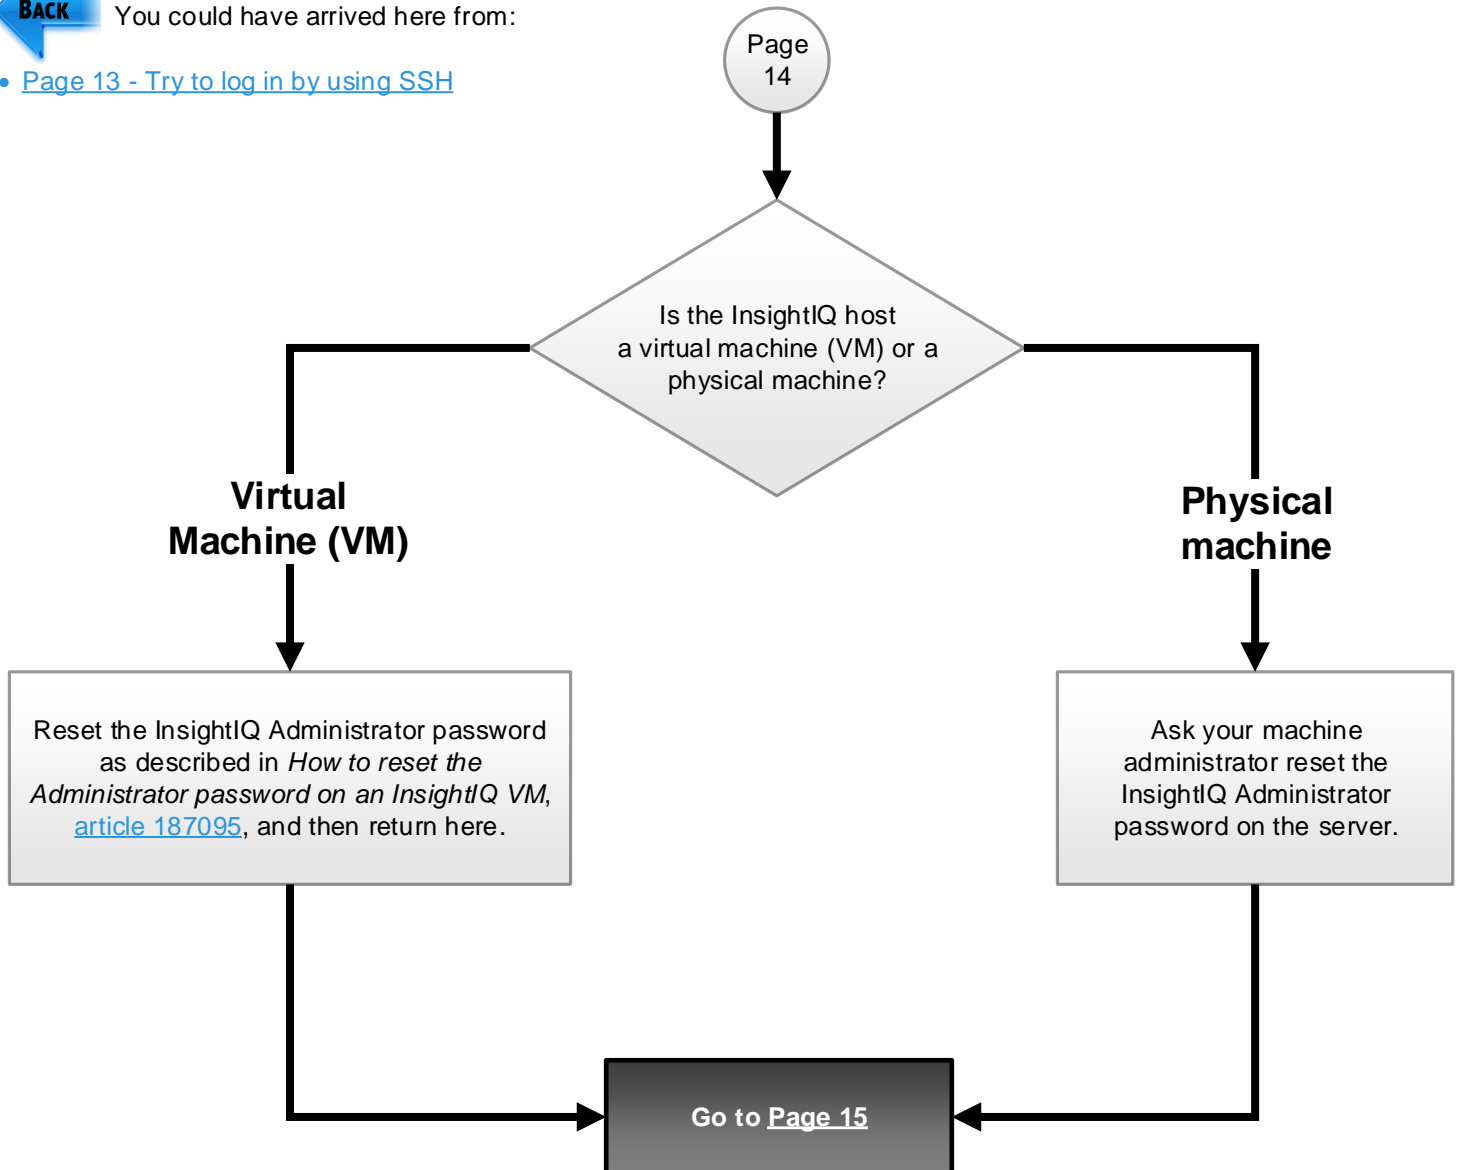 BACK
You could have arrived here from:
• Page 13 - Try to log in by using SSH
Page
14
Is the InsightIQ host
a virtual machine (VM) or a
physical machine?
Virtual
Machine (VM)
Physical
machine
Reset the InsightIQ Administrator password
as described in How to reset the
Administrator password on an InsightIQ VM,
article 187095, and then return here.
Ask your machine
administrator reset the
InsightIQ Administrator
password on the server.
Go to Page 15